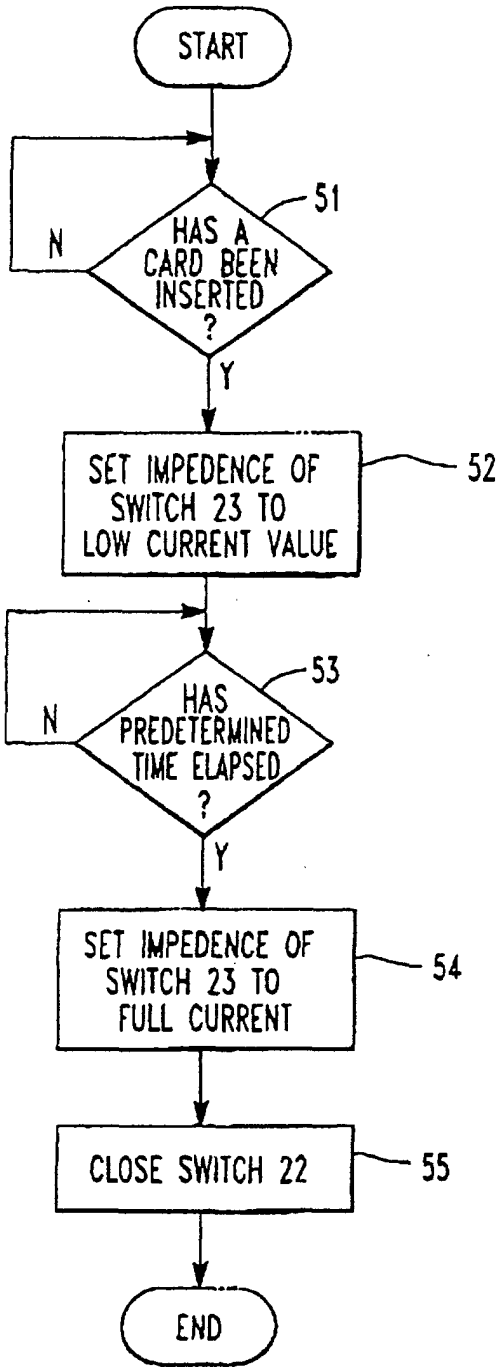 START
51
HAS A
CARD BEEN
INSERTED
?
N
Y
SET IMPEDENCE OF
SWITCH 23 TO
LOW CURRENT VALUE
52
53
HAS
PREDETERMINED
TIME ELAPSED
?
N
Y
SET IMPEDENCE OF
SWITCH 23 TO
FULL CURRENT
54
CLOSE SWITCH 22
55
END